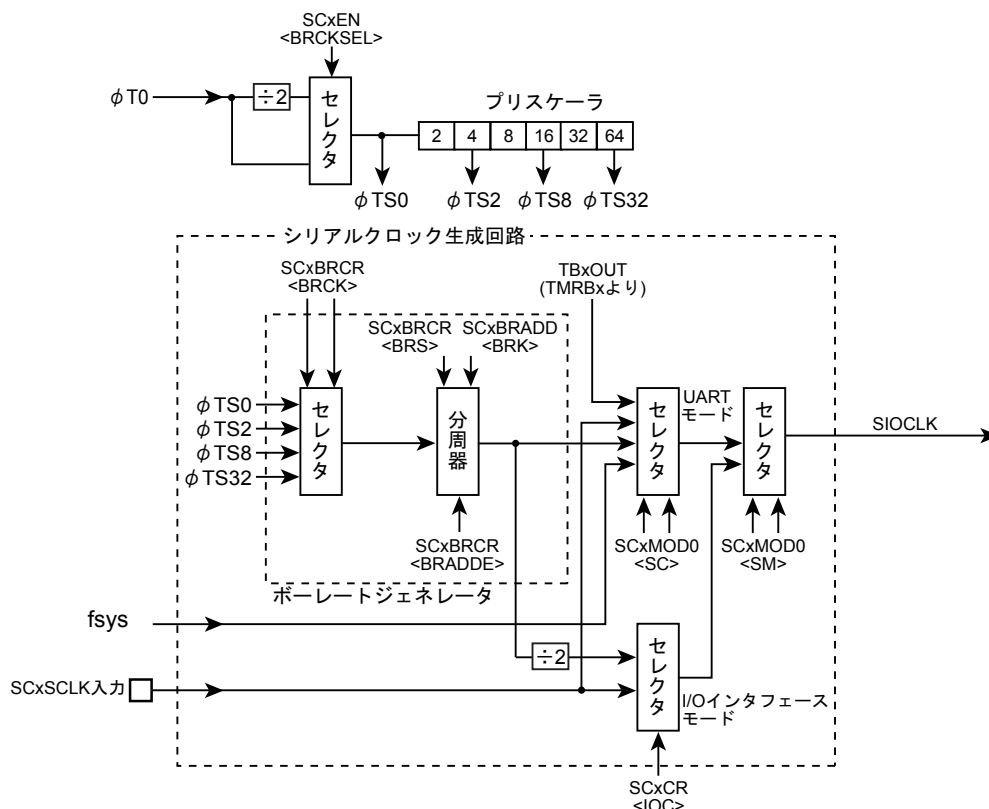 SCxEN
<BRCKSEL>
φT0
÷2
セレクタ
プリスケーラ
2 4 8 16 32 64
φTS0 φTS2 φTS8 φTS32
シリアルクロック生成回路
SCxBRCR
<BRCK>
TBxOUT
(TMRBxより)
SCxBRCR
<BRS>
SCxBRADD
<BRK>
φTS0
φTS2
φTS8
φTS32
セレクタ
分周器
セレクタ
UART
モード
セレクタ
SIOCLK
SCxBRCR
<BRADDE>
SCxMOD0
<SC>
SCxMOD0
<SM>
ボーレートジェネレータ
fsys
÷2
セレクタ
SCxSCLK入力
I/Oインタフェース
モード
SCxCR
<IOC>